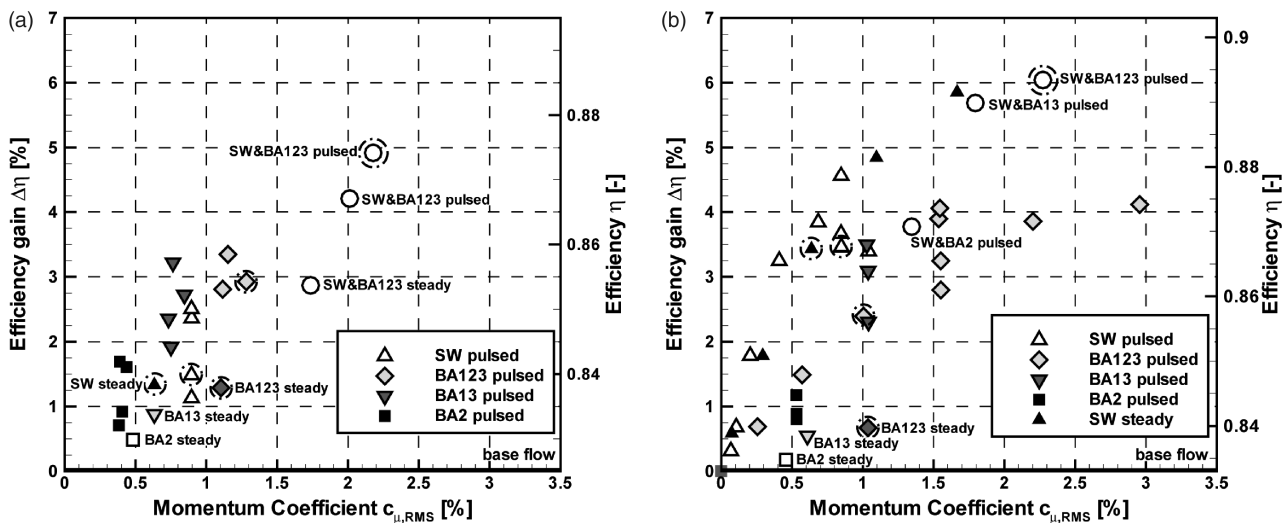 (a)
Efficiency gain Δη [%]
7
6
5
4
3
2
1
0
0
0.5
1
1.5
2
2.5
3
3.5
Momentum Coefficient cμ,RMS [%]
0.88
0.86
0.84
Efficiency η [-]
SW&BA123 pulsed
SW&BA123 pulsed
SW&BA123 steady
SW steady
BA123 steady
BA13 steady
BA2 steady
SW pulsed
BA123 pulsed
BA13 pulsed
BA2 pulsed
base flow
(b)
Efficiency gain Δη [%]
7
6
5
4
3
2
1
0
0
0.5
1
1.5
2
2.5
3
3.5
Momentum Coefficient cμ,RMS [%]
0.9
0.88
0.86
0.84
Efficiency η [-]
SW&BA123 pulsed
SW&BA13 pulsed
SW&BA2 pulsed
BA123 steady
BA13 steady
BA2 steady
SW pulsed
BA123 pulsed
BA13 pulsed
BA2 pulsed
SW steady
base flow